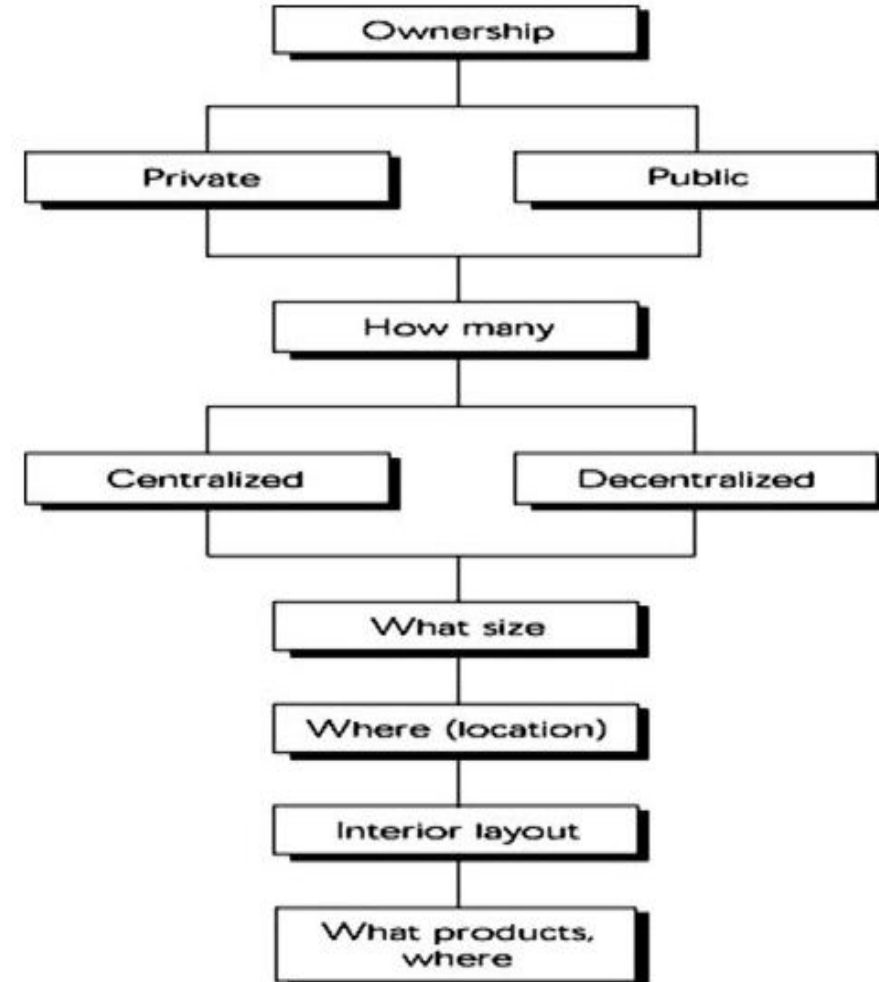 Ownership
Private
Public
How many
Centralized
Decentralized
What size
Where (location)
Interior layout
What products,
where